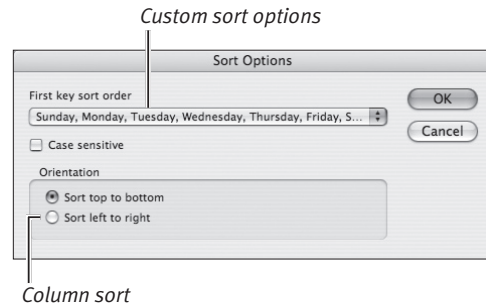 Custom sort options
Sort Options
First key sort order
Sunday, Monday, Tuesday, Wednesday, Thursday, Friday, S...
OK
Cancel
Case sensitive
Orientation
Sort top to bottom
Sort left to right
Column sort